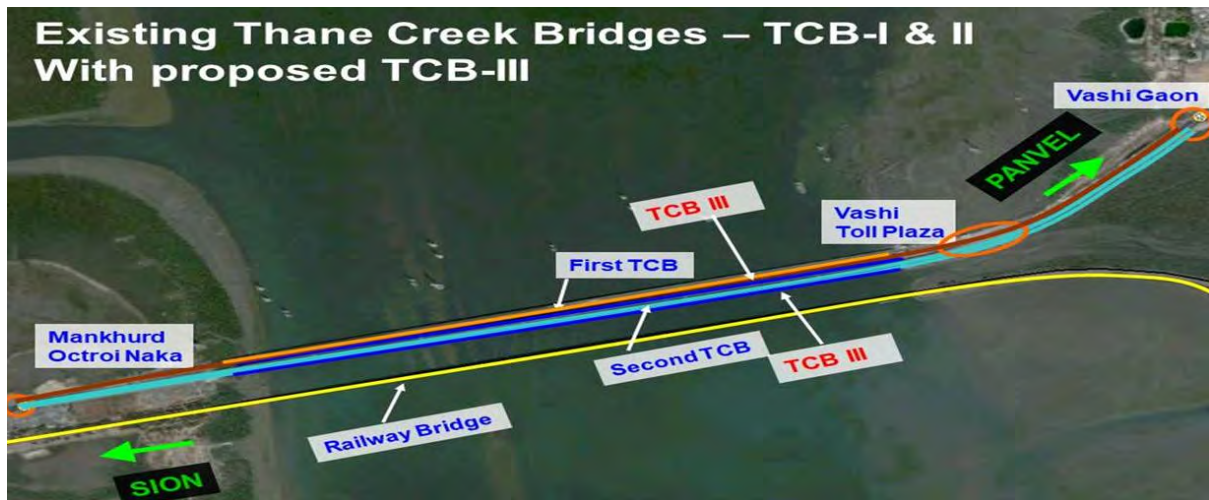 Existing Thane Creek Bridges – TCB-I & II
With proposed TCB-III
Vashi Gaon
PANVEL
TCB III
Vashi
Toll Plaza
First TCB
Mankhurd
Octroi Naka
Second TCB
TCB III
Railway Bridge
SION